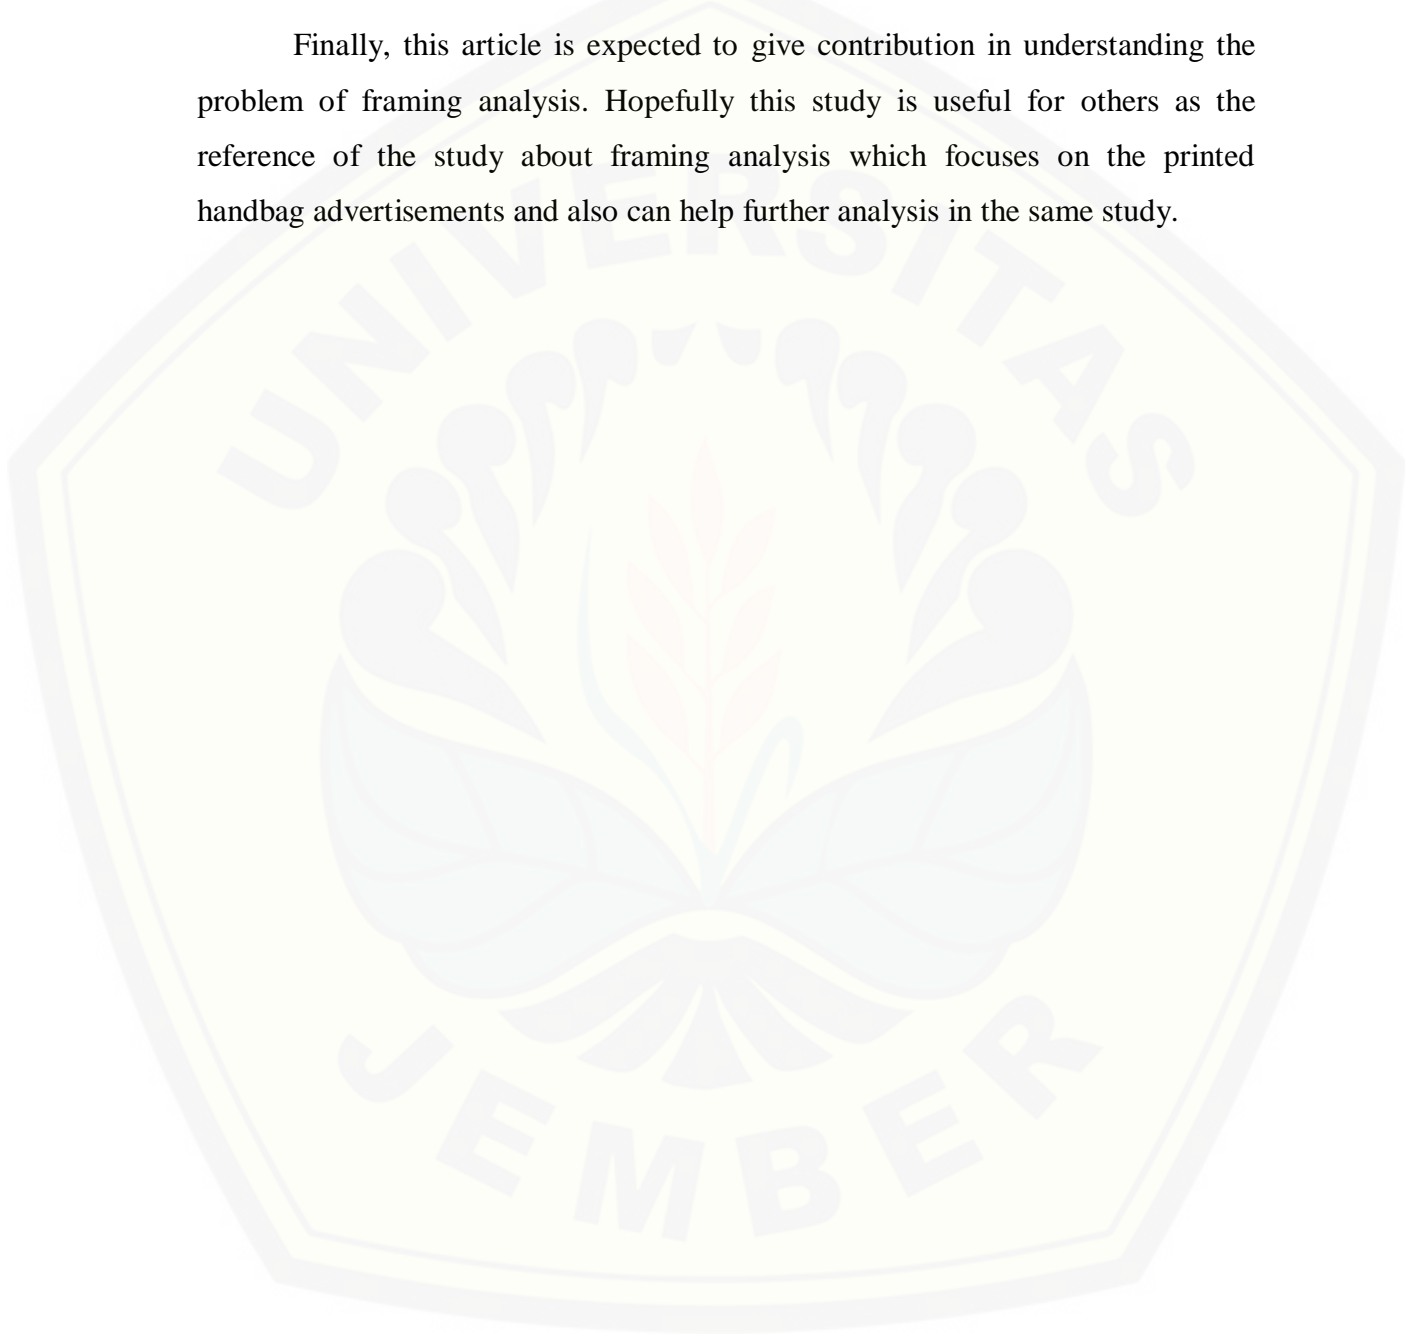 Finally, this article is expected to give contribution in understanding the
problem of framing analysis. Hopefully this study is useful for others as the
reference of the study about framing analysis which focuses on the printed
handbag advertisements and also can help further analysis in the same study.
UNIVERSITAS
JEMBER